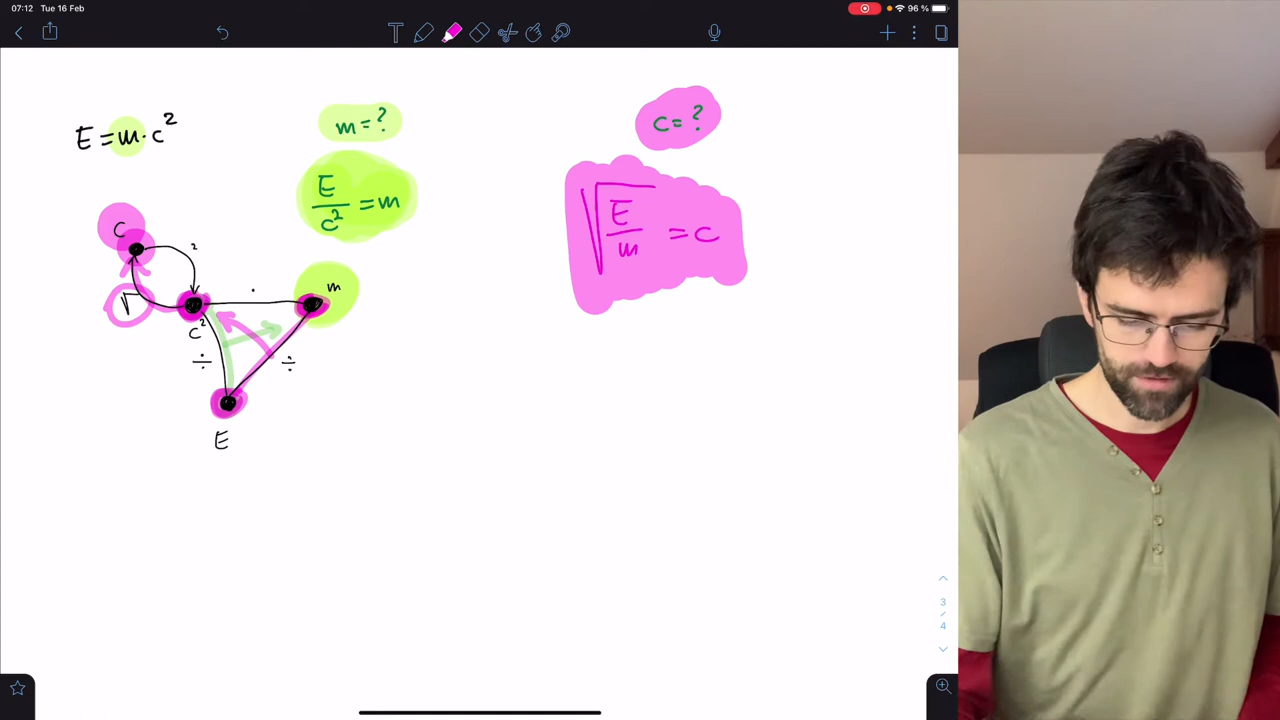 07:12 Tue 16 Feb
96 %
T
E = m · c²
m = ?
E/c² = m
c = ?
√(E/m) = c
C
2
√
·
m
c²
÷
÷
E
3
/
4